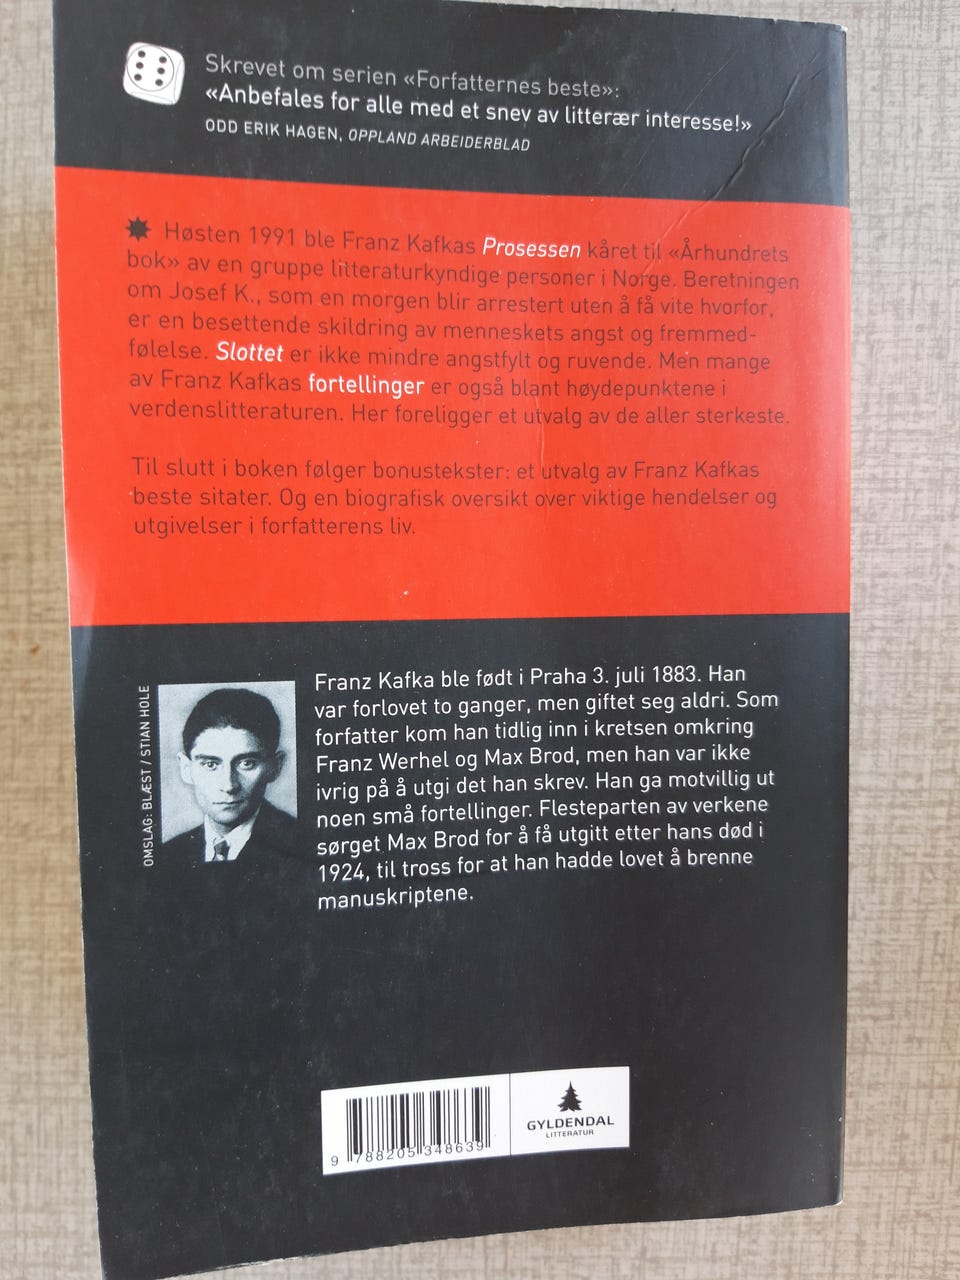 Skrevet om serien «Forfatternes beste»:
«Anbefales for alle med et snev av litterær interesse!»
ODD ERIK HAGEN, OPPLAND ARBEIDERBLAD
Høsten 1991 ble Franz Kafkas Prosessen kåret til «Århundrets
bok» av en gruppe litteraturkyndige personer i Norge. Beretningen
om Josef K., som en morgen blir arrestert uten å få vite hvorfor,
er en besettende skildring av menneskets angst og fremmed-
følelse. Slottet er ikke mindre angstfylt og ruvende. Men mange
av Franz Kafkas fortellinger er også blant høydepunktene i
verdenslitteraturen. Her foreligger et utvalg av de aller sterkeste.
Til slutt i boken følger bonustekster: et utvalg av Franz Kafkas
beste sitater. Og en biografisk oversikt over viktige hendelser og
utgivelser i forfatterens liv.
OMSLAG: BLÆST / STIAN HOLE
Franz Kafka ble født i Praha 3. juli 1883. Han
var forlovet to ganger, men giftet seg aldri. Som
forfatter kom han tidlig inn i kretsen omkring
Franz Werhel og Max Brod, men han var ikke
ivrig på å utgi det han skrev. Han ga motvillig ut
noen små fortellinger. Flesteparten av verkene
sørget Max Brod for å få utgitt etter hans død i
1924, til tross for at han hadde lovet å brenne
manuskriptene.
9 788205 348639
GYLDENDAL
LITTERATUR